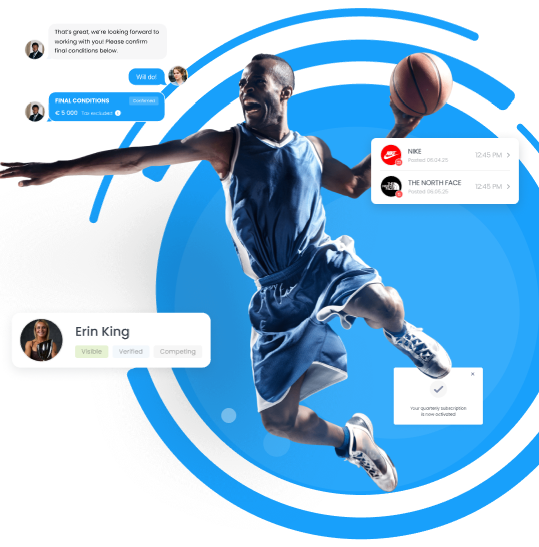 That's great, we're looking forward to
working with you! Please confirm
final conditions below.
Will do!
FINAL CONDITIONS
Confirmed
€ 5 000 Tax excluded
NIKE
Posted 06.04.25
12:45 PM
THE NORTH FACE
Posted 06.05.25
12:45 PM
Erin King
Visible
Verified
Competing
Your quarterly subscription
is now activated